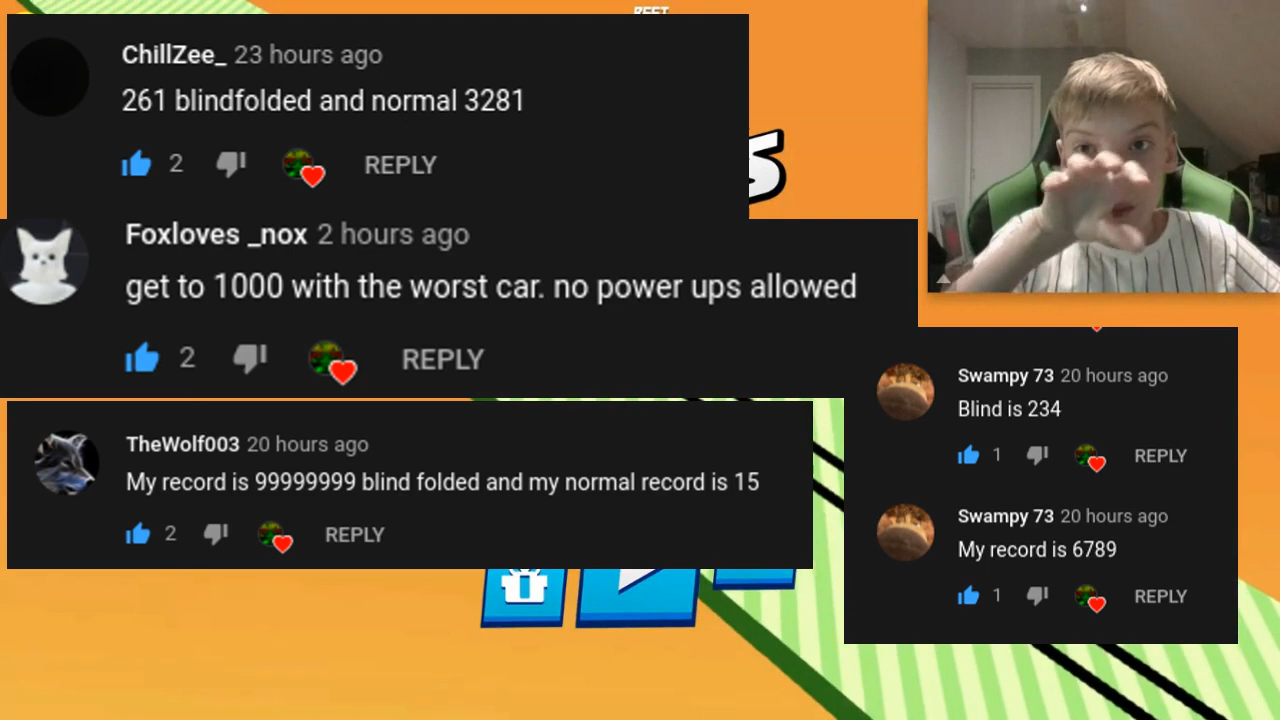 BEST
ChillZee_ 23 hours ago
261 blindfolded and normal 3281
2 REPLY
S
Foxloves _nox 2 hours ago
get to 1000 with the worst car. no power ups allowed
2 REPLY
TheWolf003 20 hours ago
My record is 99999999 blind folded and my normal record is 15
2 REPLY
Swampy 73 20 hours ago
Blind is 234
1 REPLY
Swampy 73 20 hours ago
My record is 6789
1 REPLY